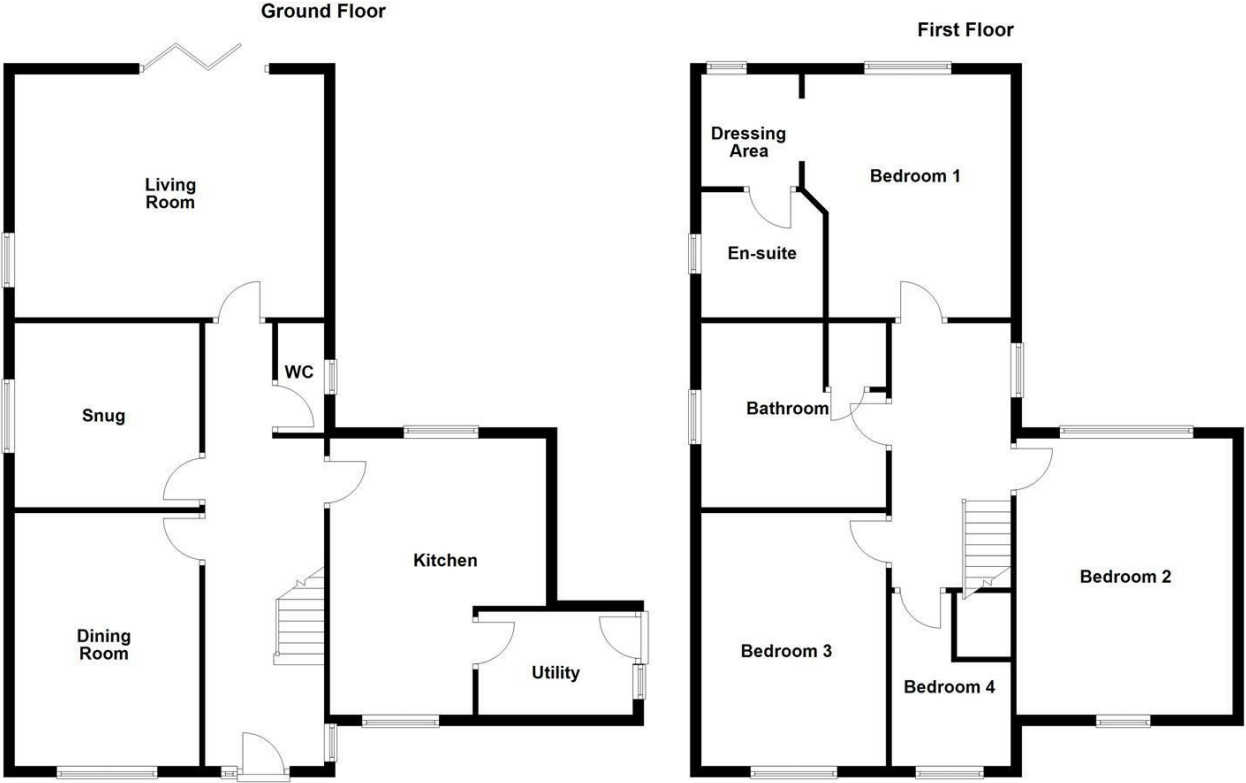 Ground Floor
Living
Room
WC
Snug
Kitchen
Dining
Room
Utility
First Floor
Dressing
Area
Bedroom 1
En-suite
Bathroom
Bedroom 2
Bedroom 3
Bedroom 4